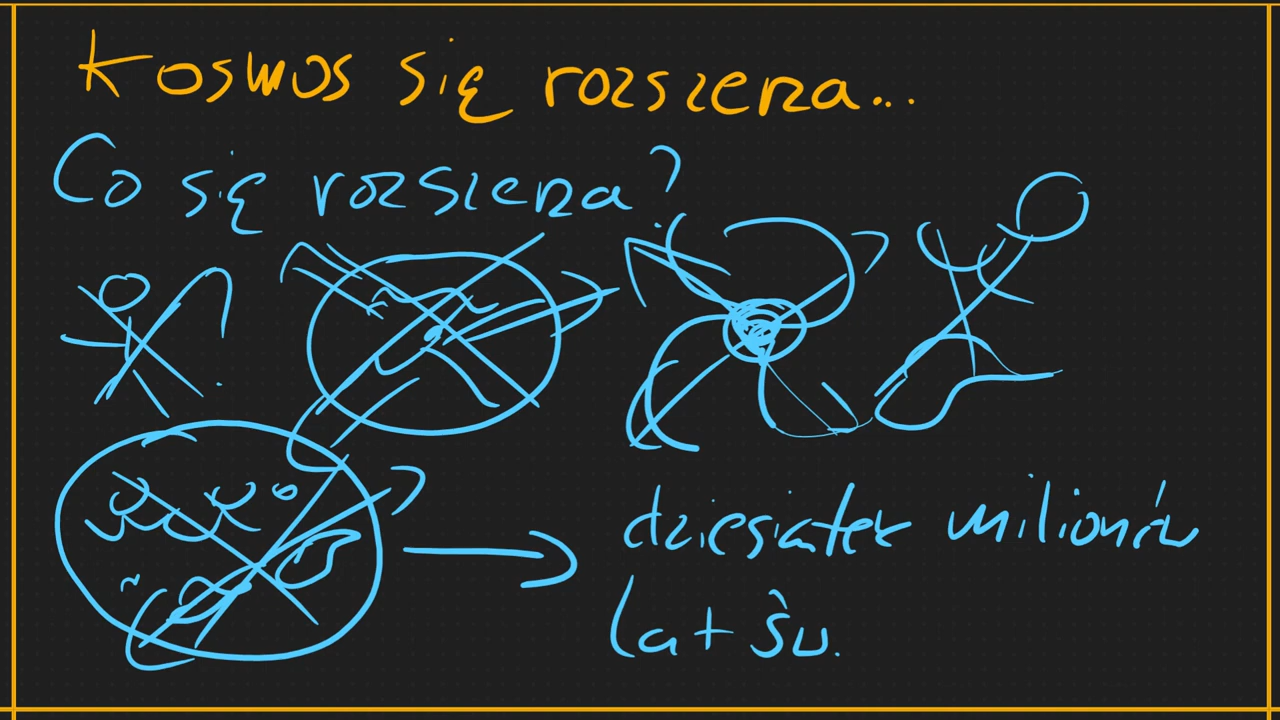 Kosmos się rozszerza...
Co się rozszerza?
dziesiątek milionów
lat św.